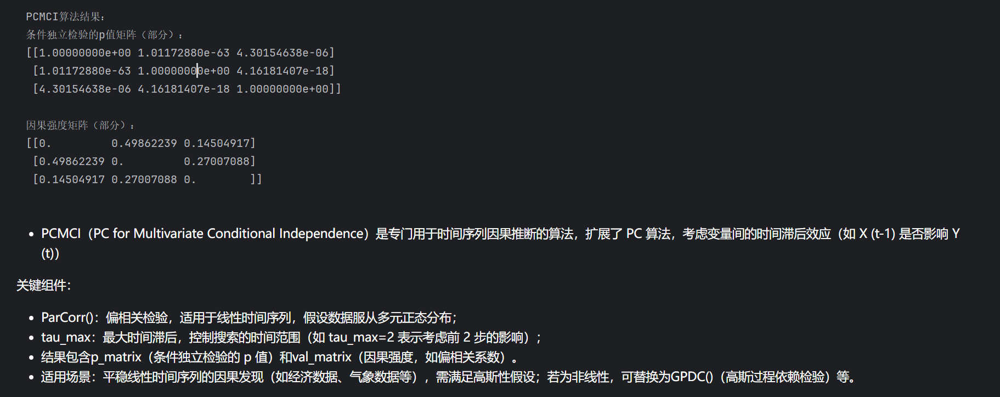 PCMCI算法结果：
条件独立检验的p值矩阵（部分）：
[[1.00000000e+00 1.01172880e-63 4.30154638e-06]
[1.01172880e-63 1.00000000e+00 4.16181407e-18]
[4.30154638e-06 4.16181407e-18 1.00000000e+00]]
因果强度矩阵（部分）：
[[0.         0.49862239 0.14504917]
[0.49862239 0.         0.27007088]
[0.14504917 0.27007088 0.        ]]
• PCMCI（PC for Multivariate Conditional Independence）是专门用于时间序列因果推断的算法，扩展了 PC 算法，考虑变量间的时间滞后效应（如 X (t-1) 是否影响 Y
(t)）
关键组件：
• ParCorr()：偏相关检验，适用于线性时间序列，假设数据服从多元正态分布；
• tau_max：最大时间滞后，控制搜索的时间范围（如 tau_max=2 表示考虑前 2 步的影响）；
• 结果包含p_matrix（条件独立检验的 p 值）和val_matrix（因果强度，如偏相关系数）。
• 适用场景：平稳线性时间序列的因果发现（如经济数据、气象数据等），需满足高斯性假设；若为非线性，可替换为GPDC()（高斯过程依赖检验）等。